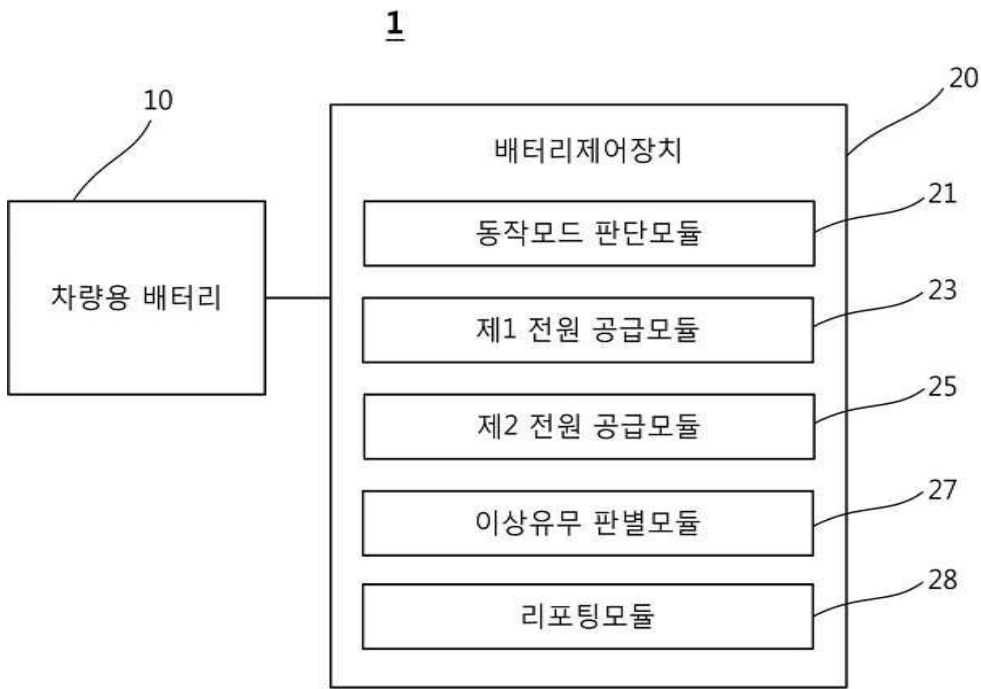 1
10
20
배터리제어장치
21
동작모드 판단모듈
차량용 배터리
23
제1 전원 공급모듈
25
제2 전원 공급모듈
27
이상유무 판별모듈
28
리포팅모듈